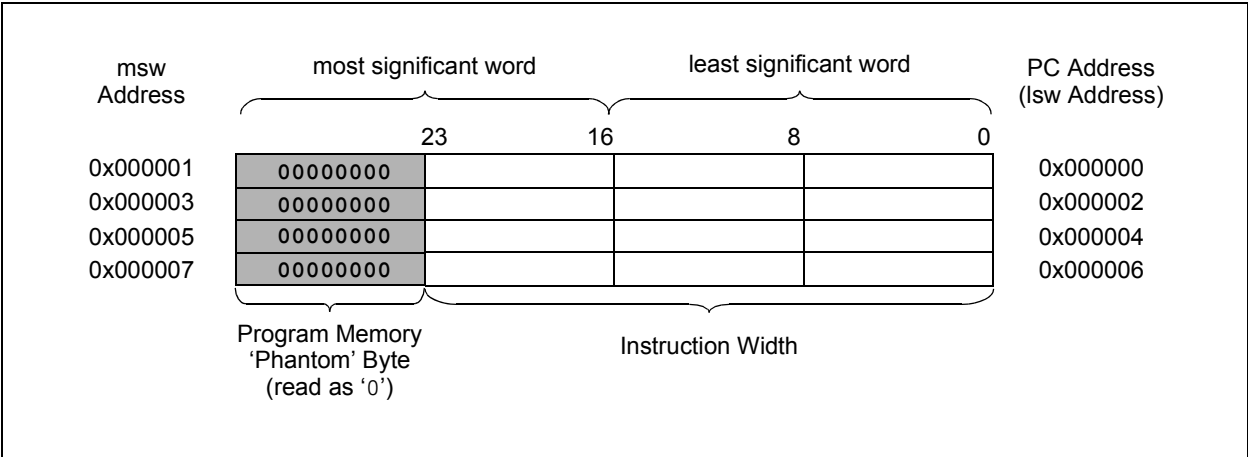 msw
Address
most significant word
least significant word
PC Address
(lsw Address)
23 16 8 0
0x000001 00000000 0x000000
0x000003 00000000 0x000002
0x000005 00000000 0x000004
0x000007 00000000 0x000006
Program Memory
‘Phantom’ Byte
(read as ‘0’)
Instruction Width